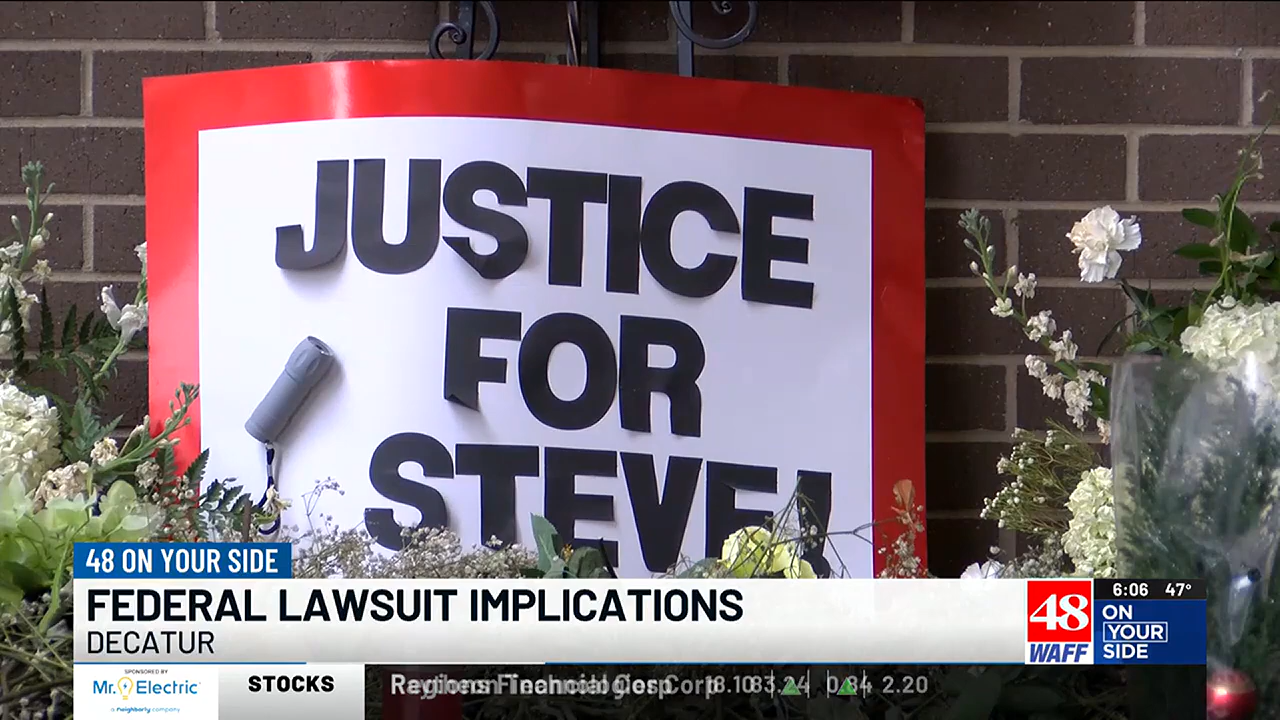 JUSTICE
FOR
STEVE!
48 ON YOUR SIDE
FEDERAL LAWSUIT IMPLICATIONS
DECATUR
48
WAFF
6:06 47°
ON
YOUR
SIDE
SPONSORED BY
Mr. Electric
a neighborly company
STOCKS